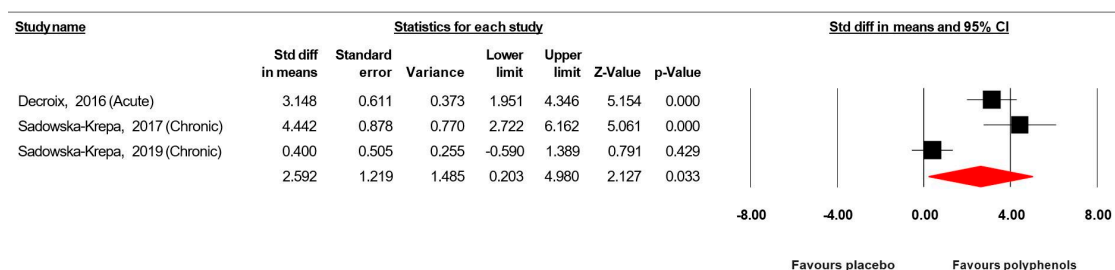 Study name Statistics for each study Std diff in means and 95% CI
Std diff Standard Lower Upper
in means error Variance limit limit Z-Value p-Value
Decroix, 2016 (Acute) 3.148 0.611 0.373 1.951 4.346 5.154 0.000
Sadowska-Krepa, 2017 (Chronic) 4.442 0.878 0.770 2.722 6.162 5.061 0.000
Sadowska-Krepa, 2019 (Chronic) 0.400 0.505 0.255 -0.590 1.389 0.791 0.429
2.592 1.219 1.485 0.203 4.980 2.127 0.033
-8.00 -4.00 0.00 4.00 8.00
Favours placebo Favours polyphenols